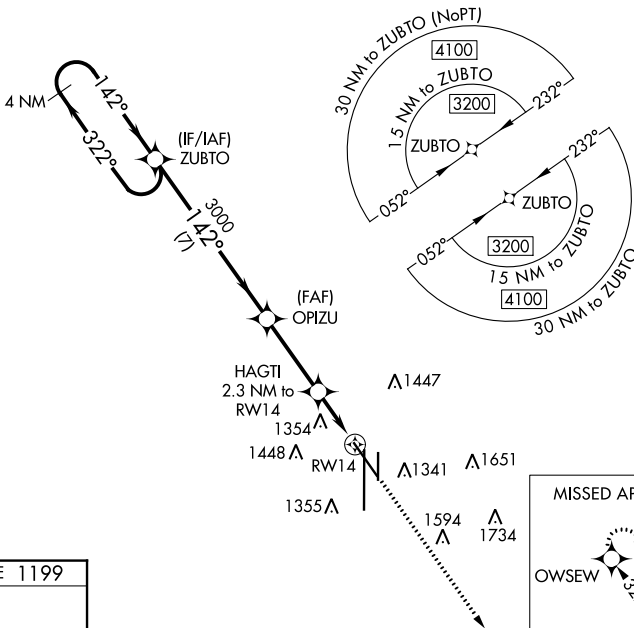 30 NM to ZUBTO (NoPT)
4100
15 NM to ZUBTO
3200
232°
ZUBTO
052°
232°
ZUBTO
052°
3200
15 NM to ZUBTO
4100
30 NM to ZUBTO
4 NM
142°
322°
(IF/IAF)
ZUBTO
3000
142°
(7)
(FAF)
OPIZU
HAGTI
2.3 NM to
RW14
1447
1354
1448
RW14
1341
1651
1355
1594
1734
MISSED AP
OWSEW
E 1199